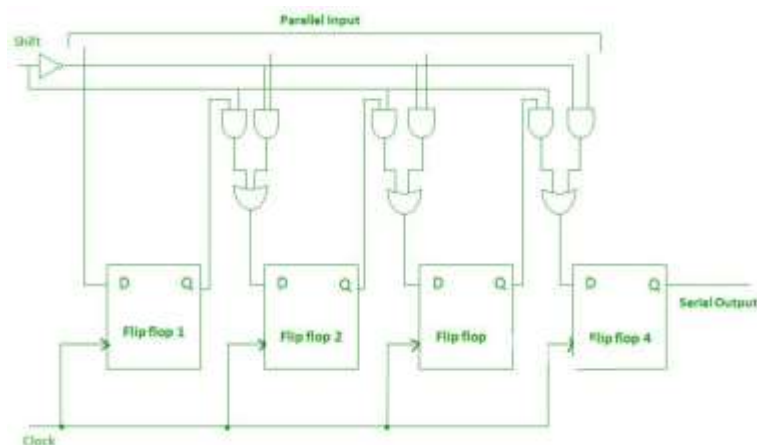 Parallel Input
Shift
D Q
Flip flop 1
D Q
Flip flop 2
D Q
Flip flop
D Q
Flip flop 4
Serial Output
Clock